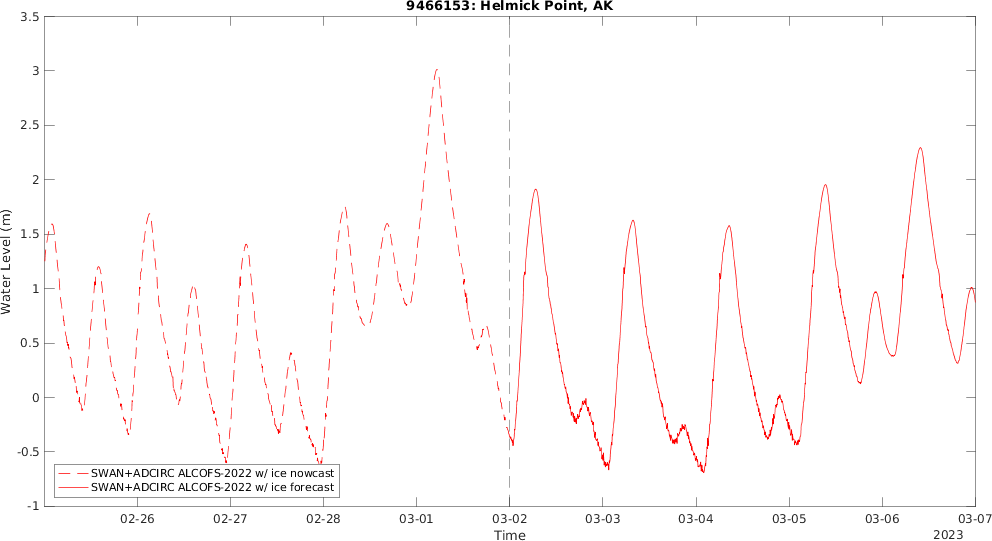 9466153: Helmick Point, AK
3.5
3
2.5
2
1.5
1
0.5
0
-0.5
-1
Water Level (m)
SWAN+ADCIRC ALCOFS-2022 w/ ice nowcast
SWAN+ADCIRC ALCOFS-2022 w/ ice forecast
02-26 02-27 02-28 03-01 03-02 03-03 03-04 03-05 03-06 03-07
Time
2023